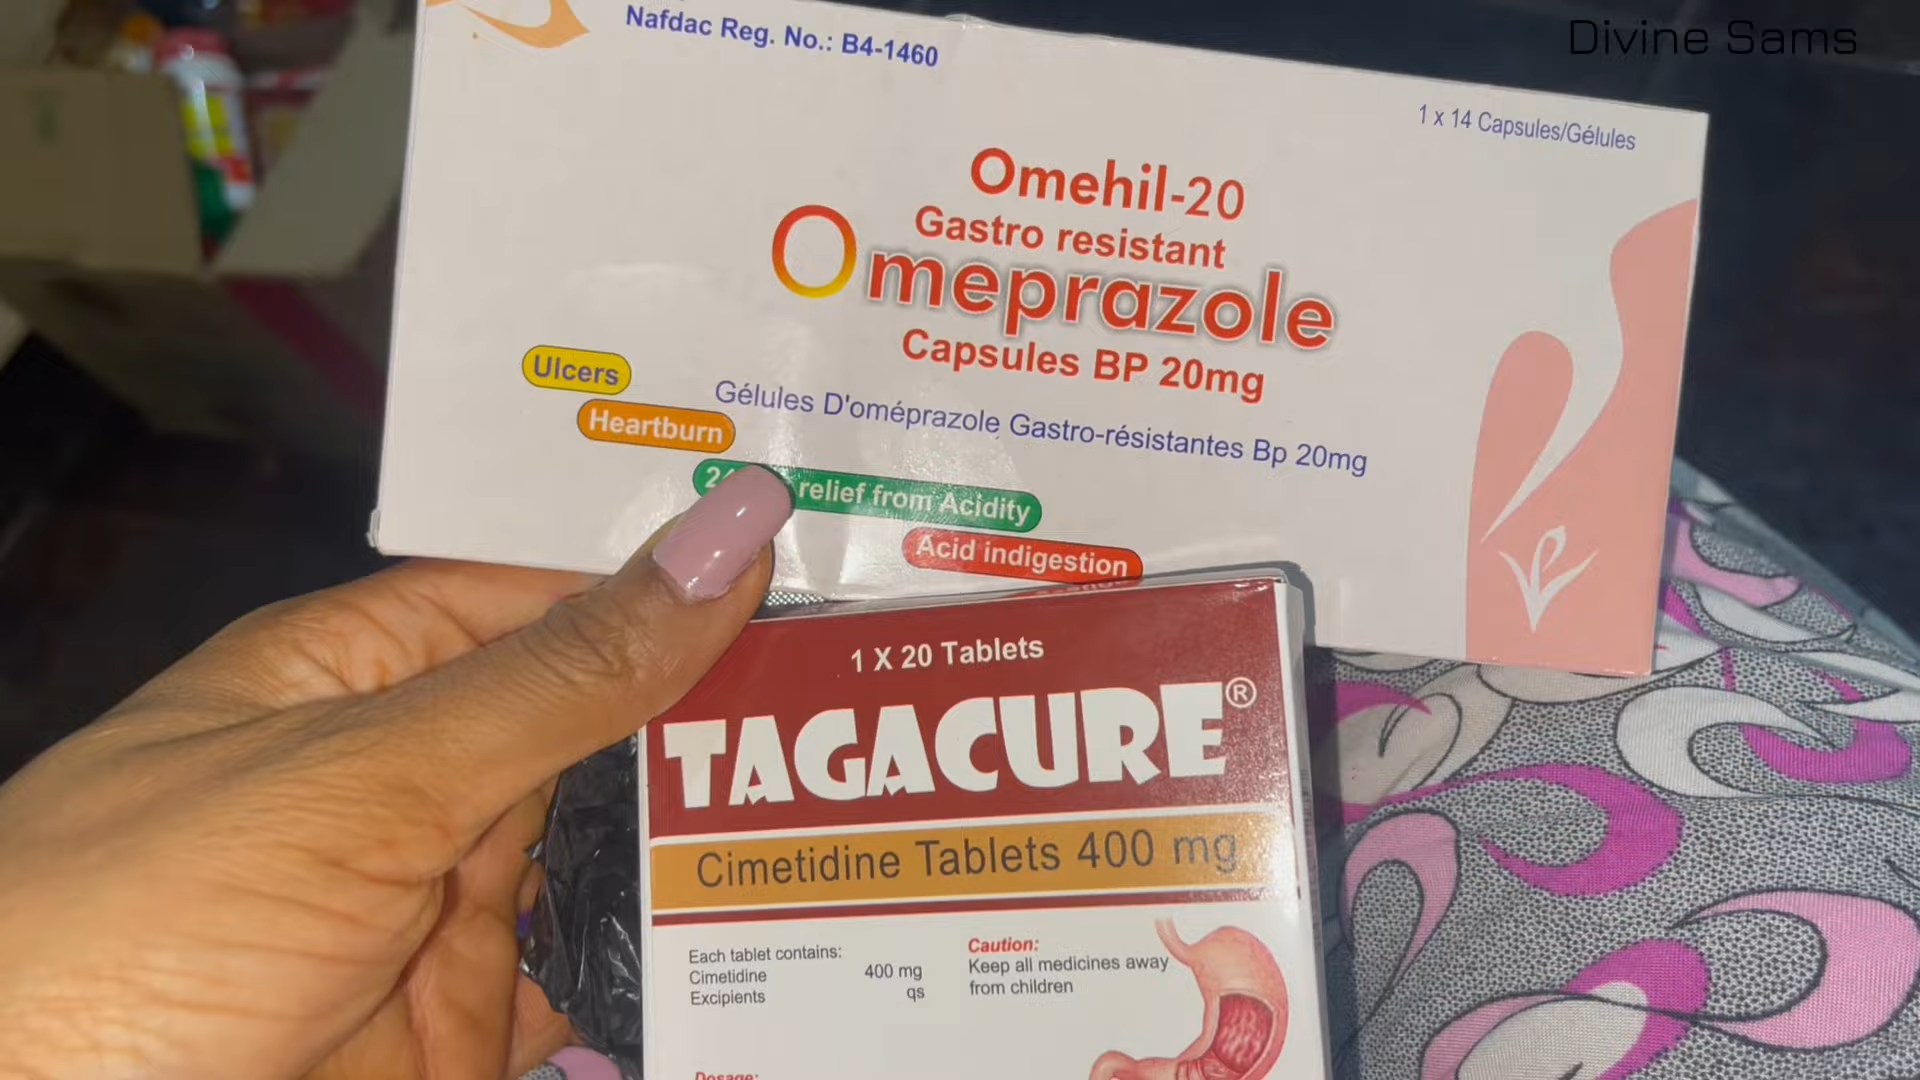 Divine Sams
Nafdac Reg. No.: B4-1460
1 x 14 Capsules/Gélules
Omehil-20
Gastro resistant
Omeprazole
Capsules BP 20mg
Gélules D'oméprazole Gastro-résistantes Bp 20mg
Ulcers
Heartburn
relief from Acidity
Acid indigestion
1 X 20 Tablets
TAGACURE®
Cimetidine Tablets 400 mg
Each tablet contains:
Cimetidine 400 mg
Excipients qs
Caution:
Keep all medicines away
from children
Dosage: